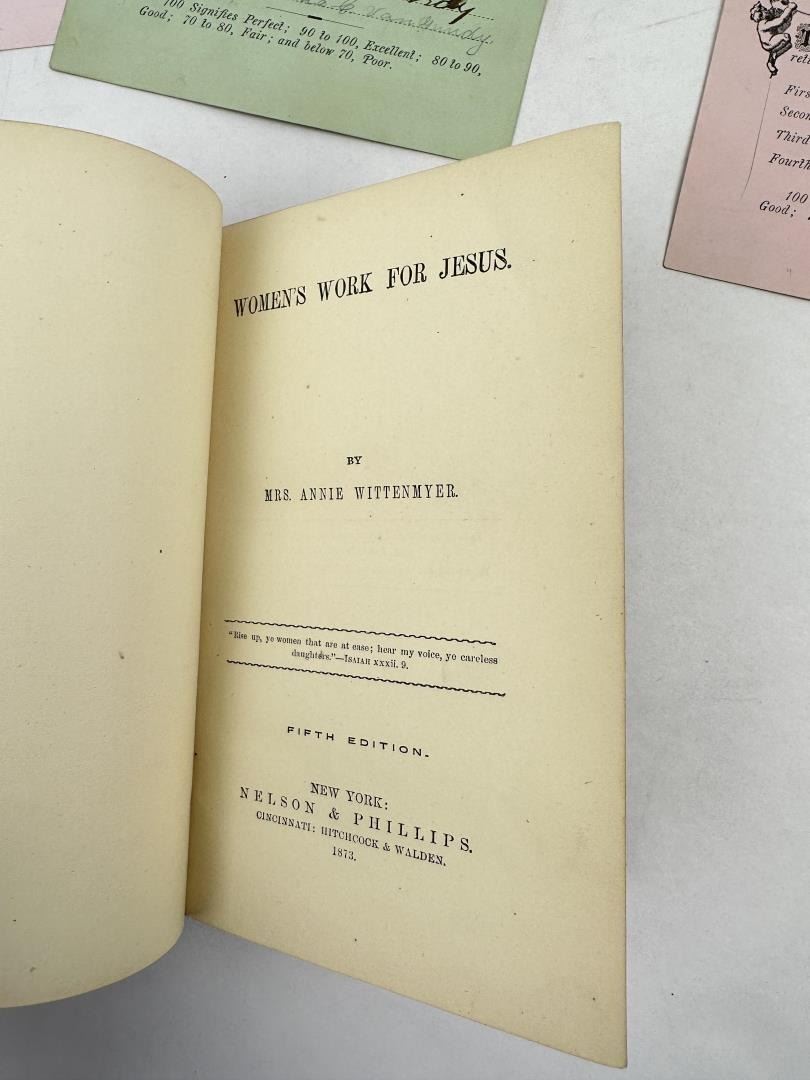 Van Gundy.
100 Signifies Perfect; 90 to 100, Excellent; 80 to 90,
Good; 70 to 80, Fair; and below 70, Poor.
Firs
Secon
Third
Fourth
100
Good;
WOMEN'S WORK FOR JESUS.
BY
MRS. ANNIE WITTENMYER.
"Rise up, ye women that are at ease; hear my voice, ye careless
daughters."—ISAIAH xxxii. 9.
FIFTH EDITION.
NEW YORK:
NELSON & PHILLIPS.
CINCINNATI: HITCHCOCK & WALDEN.
1873.